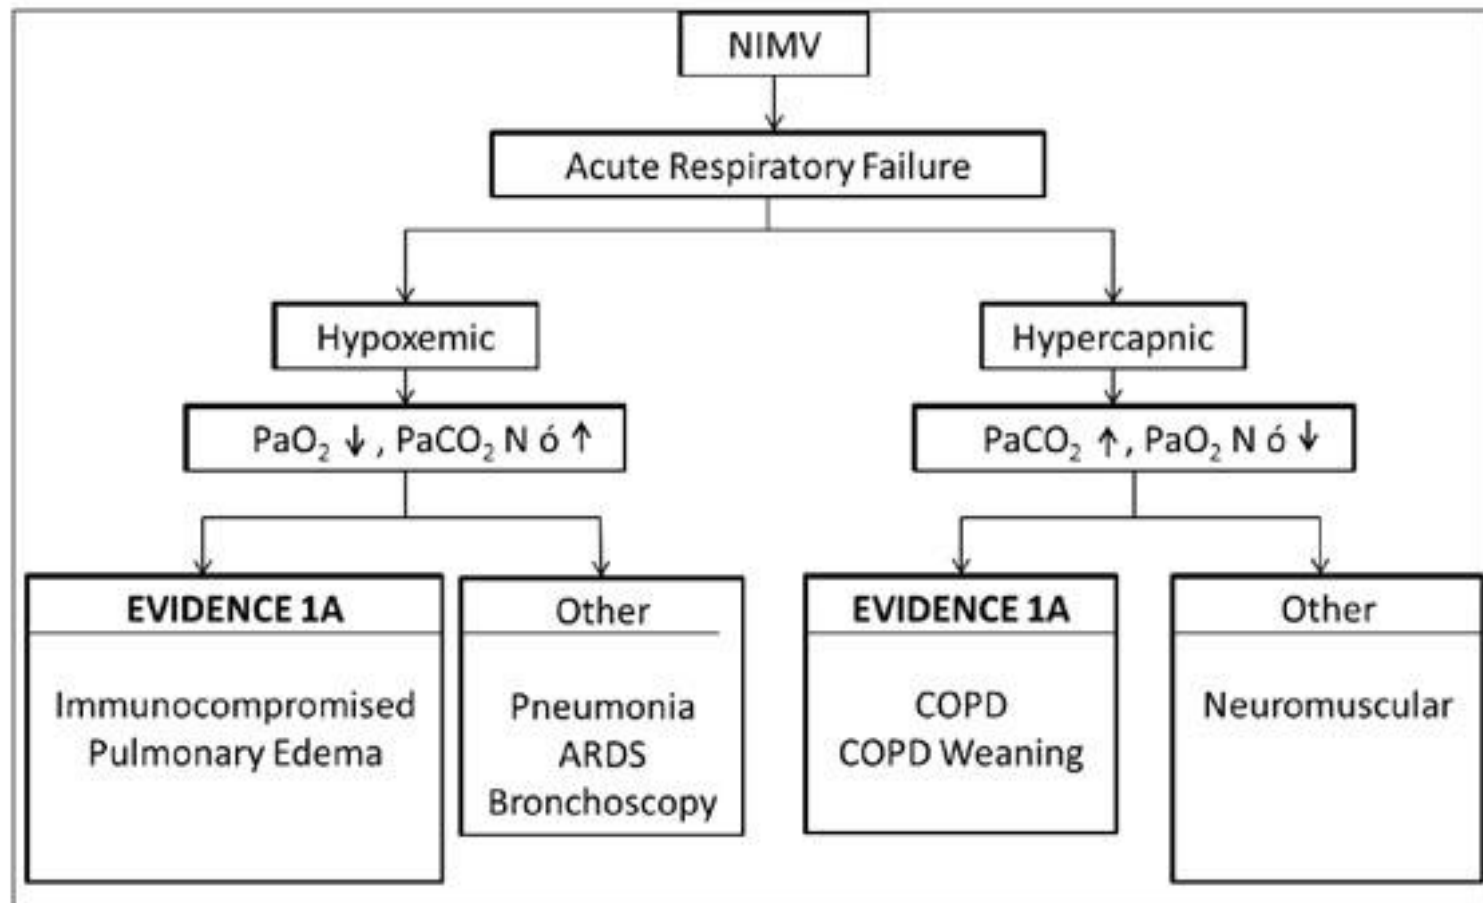 NIMV
Acute Respiratory Failure
Hypoxemic
Hypercapnic
PaO₂ ↓ , PaCO₂ N ó ↑
PaCO₂ ↑ , PaO₂ N ó ↓
EVIDENCE 1A
Immunocompromised
Pulmonary Edema
Other
Pneumonia
ARDS
Bronchoscopy
EVIDENCE 1A
COPD
COPD Weaning
Other
Neuromuscular